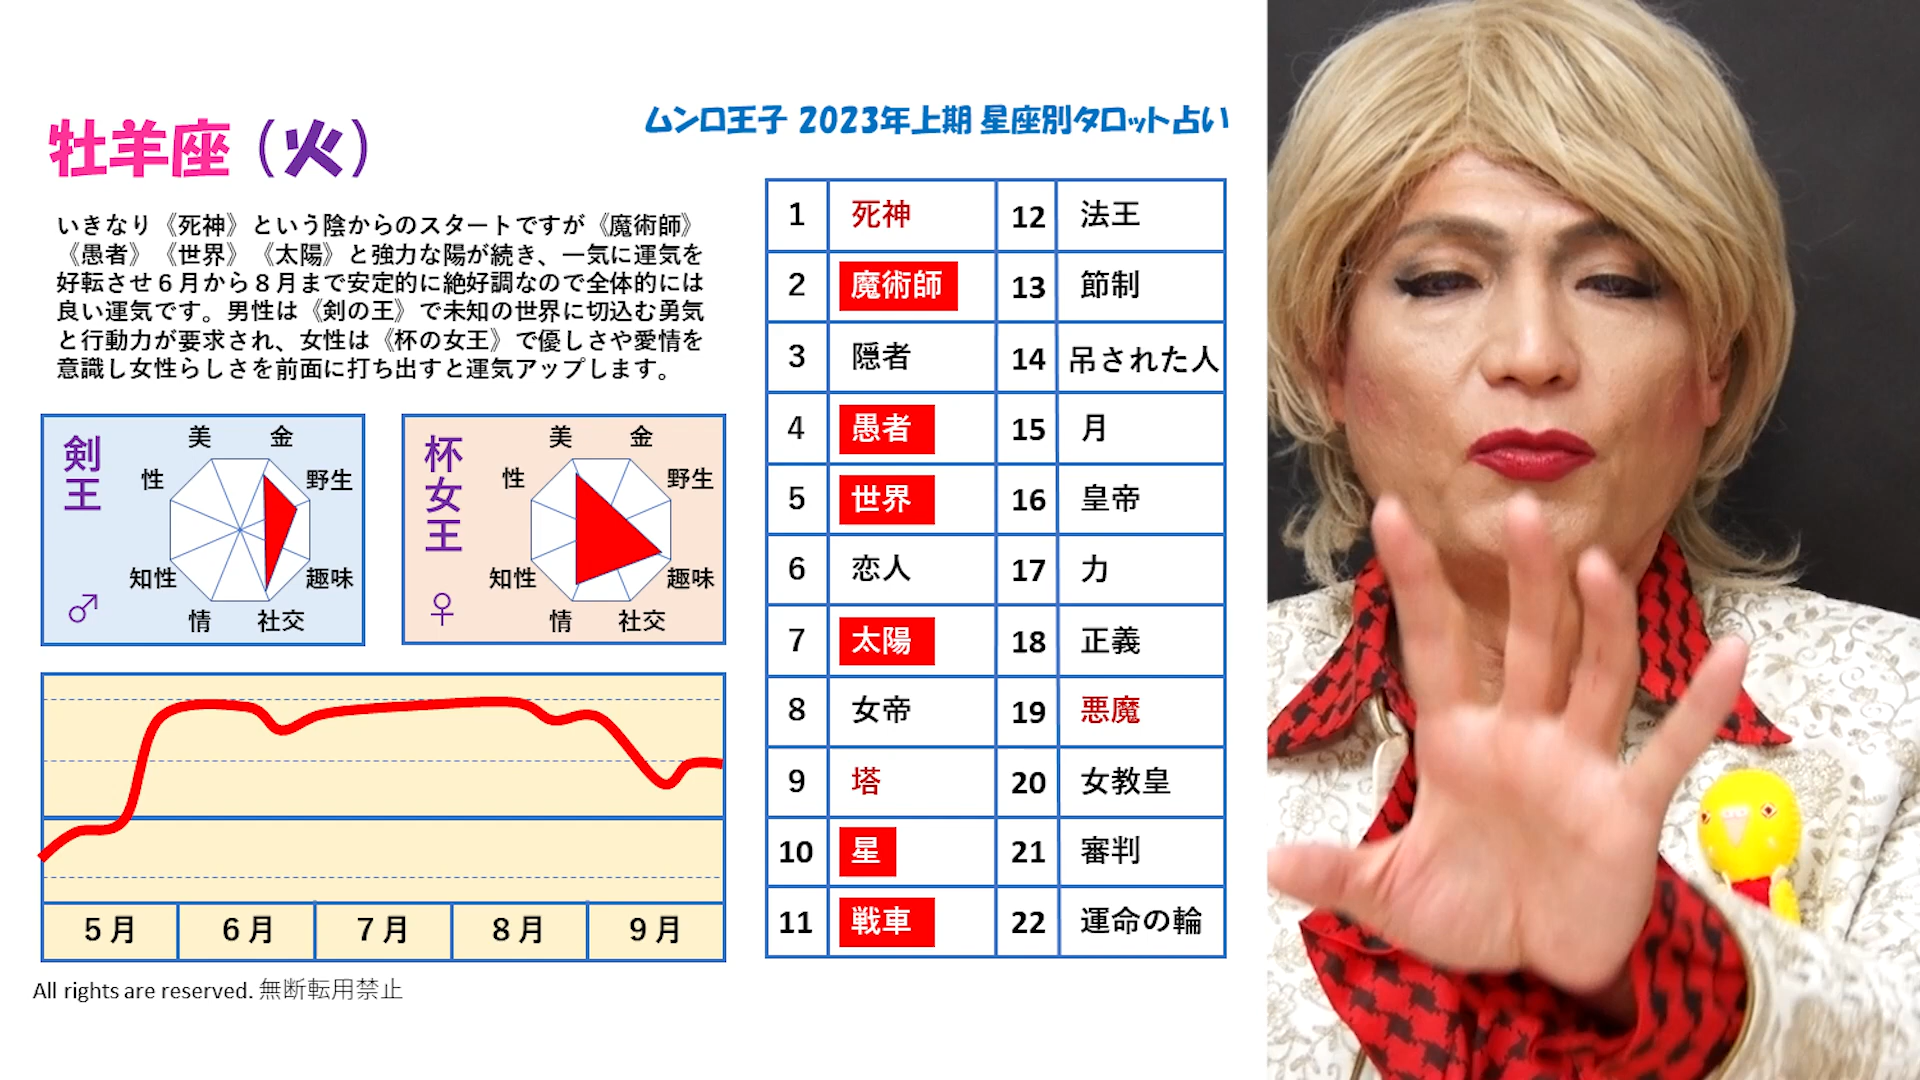 牡羊座（火）
ムンロ王子 2023年上期 星座別タロット占い
いきなり《死神》という陰からのスタートですが《魔術師》
《愚者》《世界》《太陽》と強力な陽が続き、一気に運気を
好転させ６月から８月まで安定的に絶好調なので全体的には
良い運気です。男性は《剣の王》で未知の世界に切込む勇気
と行動力が要求され、女性は《杯の女王》で優しさや愛情を
意識し女性らしさを前面に打ち出すと運気アップします。
剣王
♂
美
金
野生
趣味
社交
情
知性
性
杯女王
♀
美
金
野生
趣味
社交
情
知性
性
5月 6月 7月 8月 9月
1 死神 12 法王
2 魔術師 13 節制
3 隠者 14 吊された人
4 愚者 15 月
5 世界 16 皇帝
6 恋人 17 力
7 太陽 18 正義
8 女帝 19 悪魔
9 塔 20 女教皇
10 星 21 審判
11 戦車 22 運命の輪
All rights are reserved. 無断転用禁止